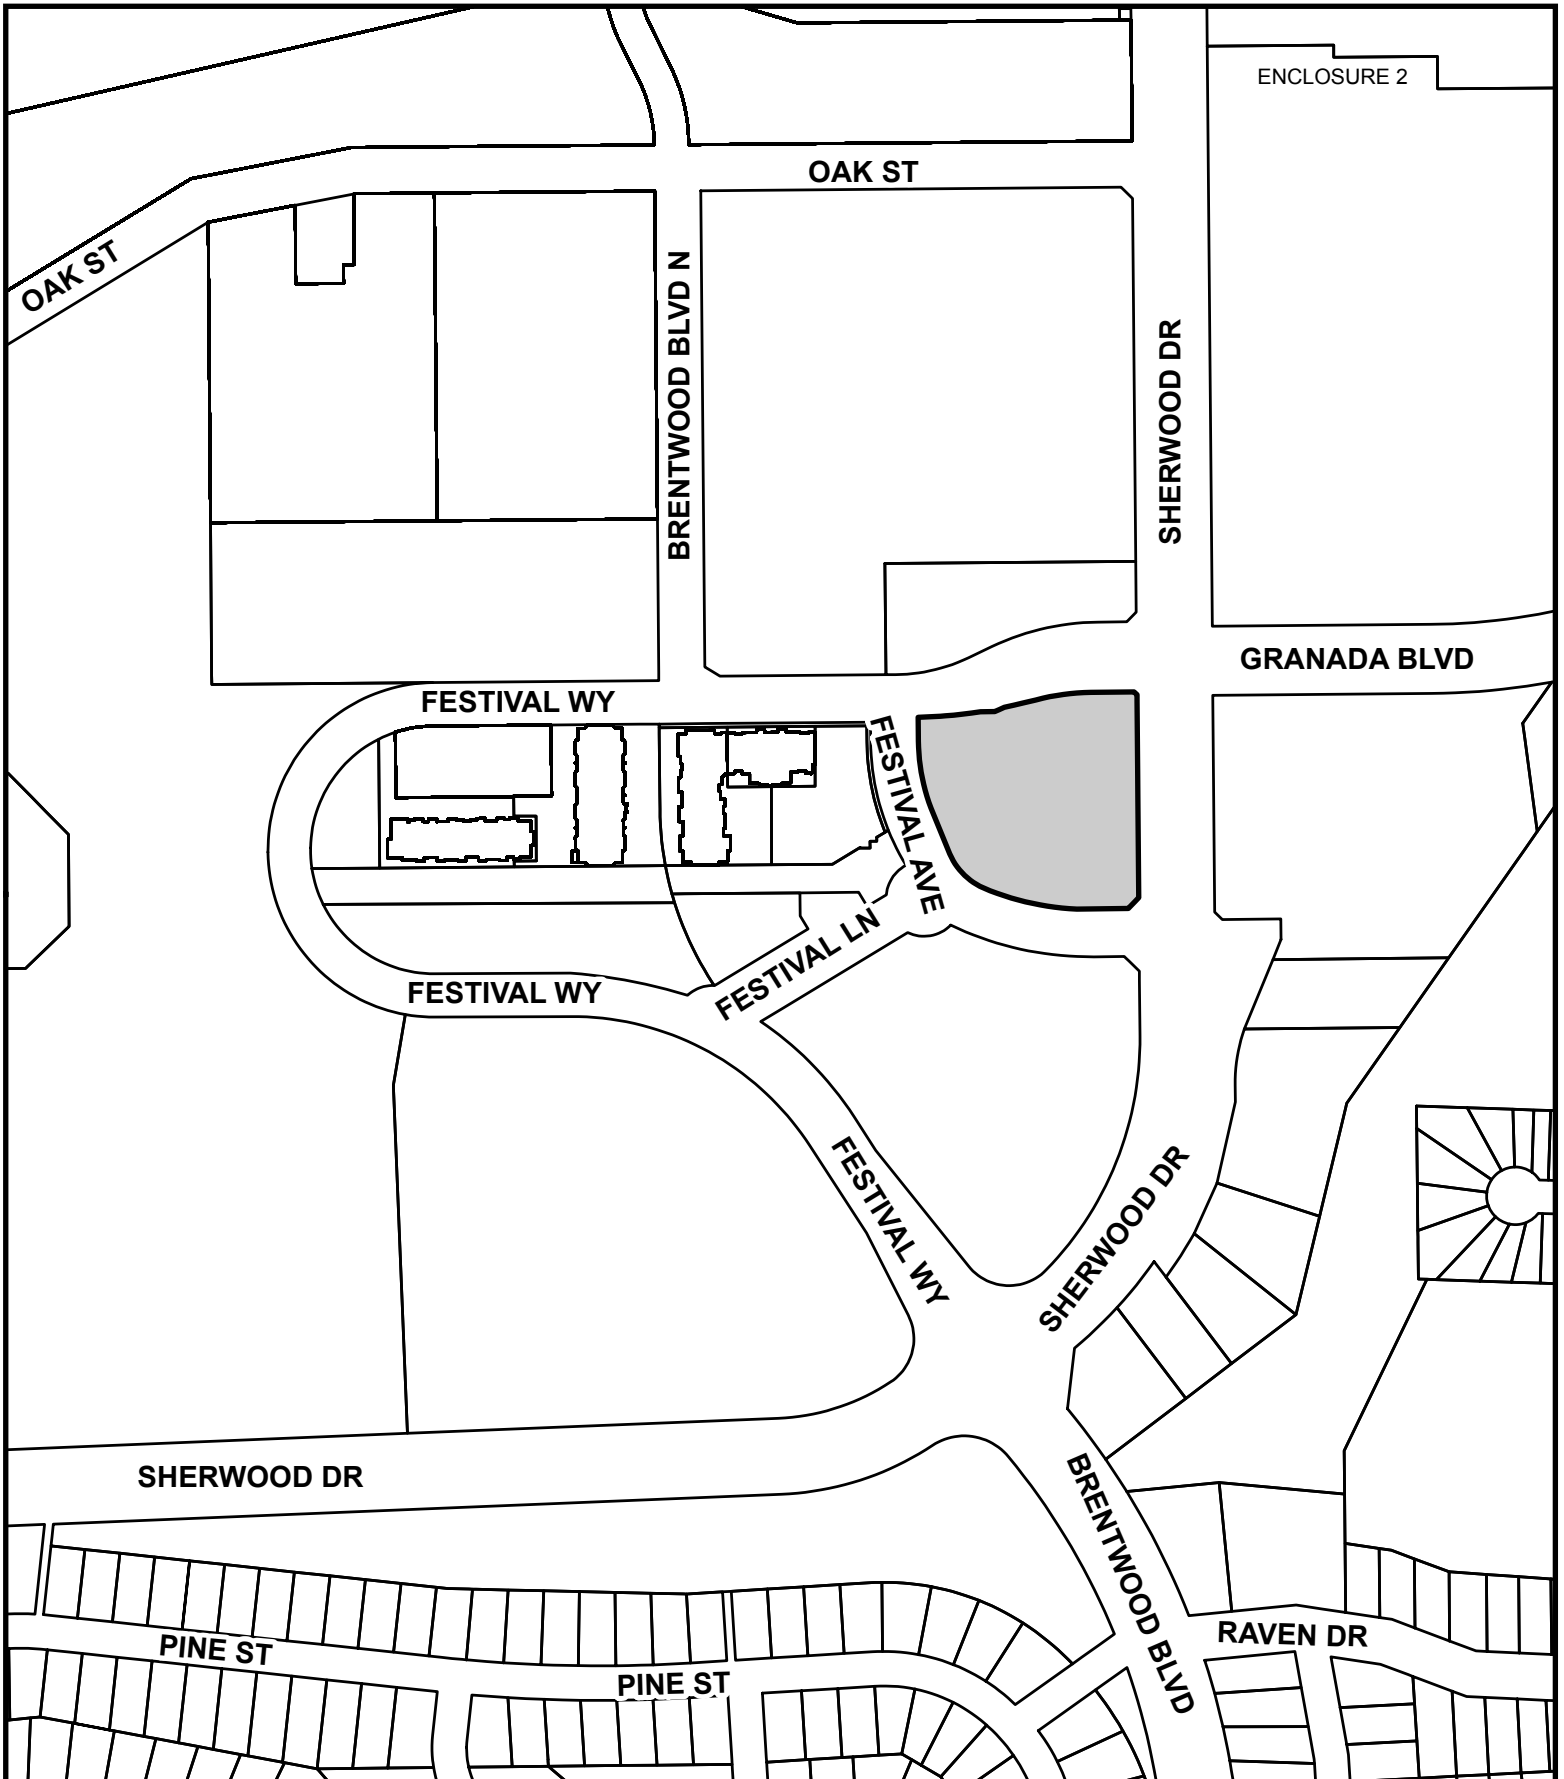 ENCLOSURE 2
OAK ST
OAK ST
BRENTWOOD BLVD N
SHERWOOD DR
GRANADA BLVD
FESTIVAL WY
FESTIVAL AVE
FESTIVAL LN
FESTIVAL WY
FESTIVAL WY
SHERWOOD DR
SHERWOOD DR
BRENTWOOD BLVD
RAVEN DR
PINE ST
PINE ST